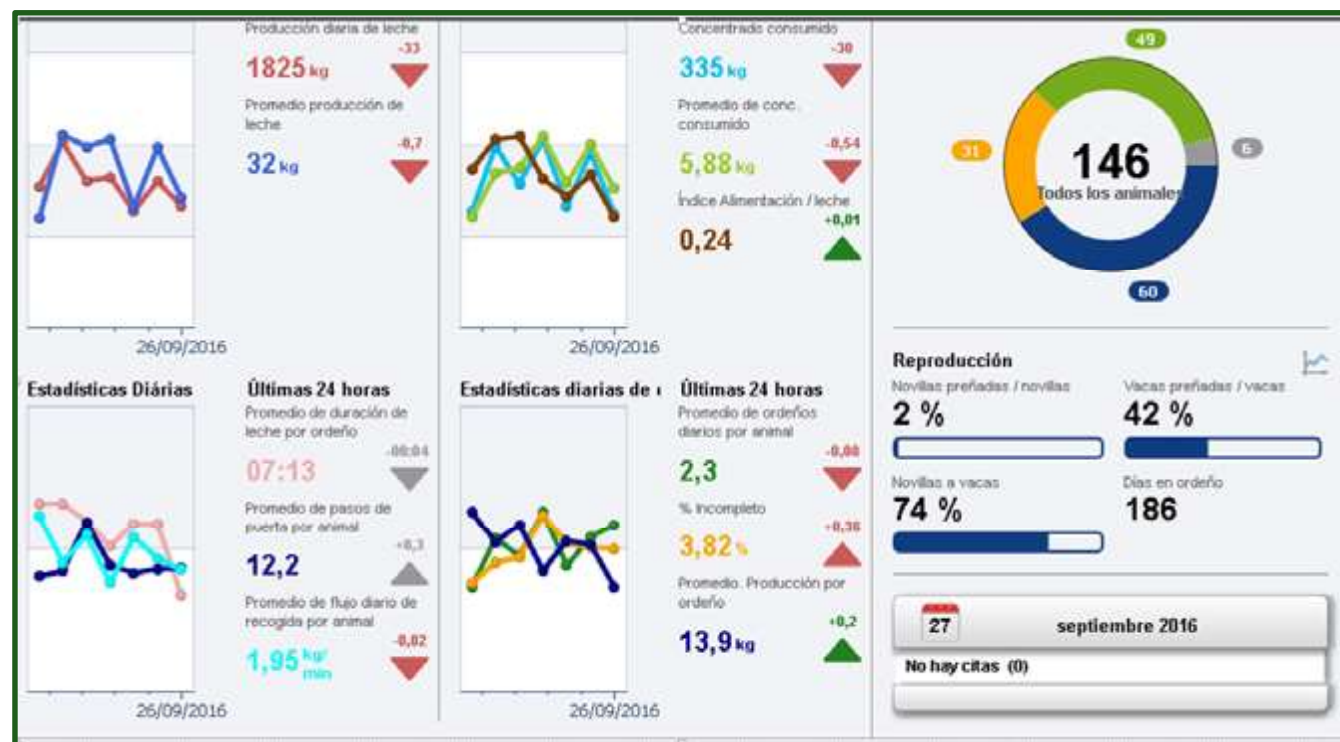 Producción diaria de leche
-33
1825 kg
Promedio producción de
leche
-0,7
32 kg
26/09/2016
Concentrado consumido
-30
335 kg
Promedio de conc.
consumido
-0,54
5,88 kg
Índice Alimentación / leche
+0,01
0,24
26/09/2016
49
31
6
146
Todos los animales
60
Estadísticas Diárias
Últimas 24 horas
Promedio de duración de
leche por ordeño
-00:04
07:13
Promedio de pasos de
puerta por animal
+0,3
12,2
Promedio de flujo diario de
recogida por animal
-0,02
1,95 kg/
min
26/09/2016
Estadísticas diarias de
Últimas 24 horas
Promedio de ordeños
diarios por animal
-0,08
2,3
% Incompleto
+0,36
3,82 %
Promedio. Producción por
ordeño
+0,2
13,9 kg
26/09/2016
Reproducción
Novillas preñadas / novillas
2 %
Vacas preñadas / vacas
42 %
Novillas a vacas
74 %
Días en ordeño
186
27
septiembre 2016
No hay citas (0)